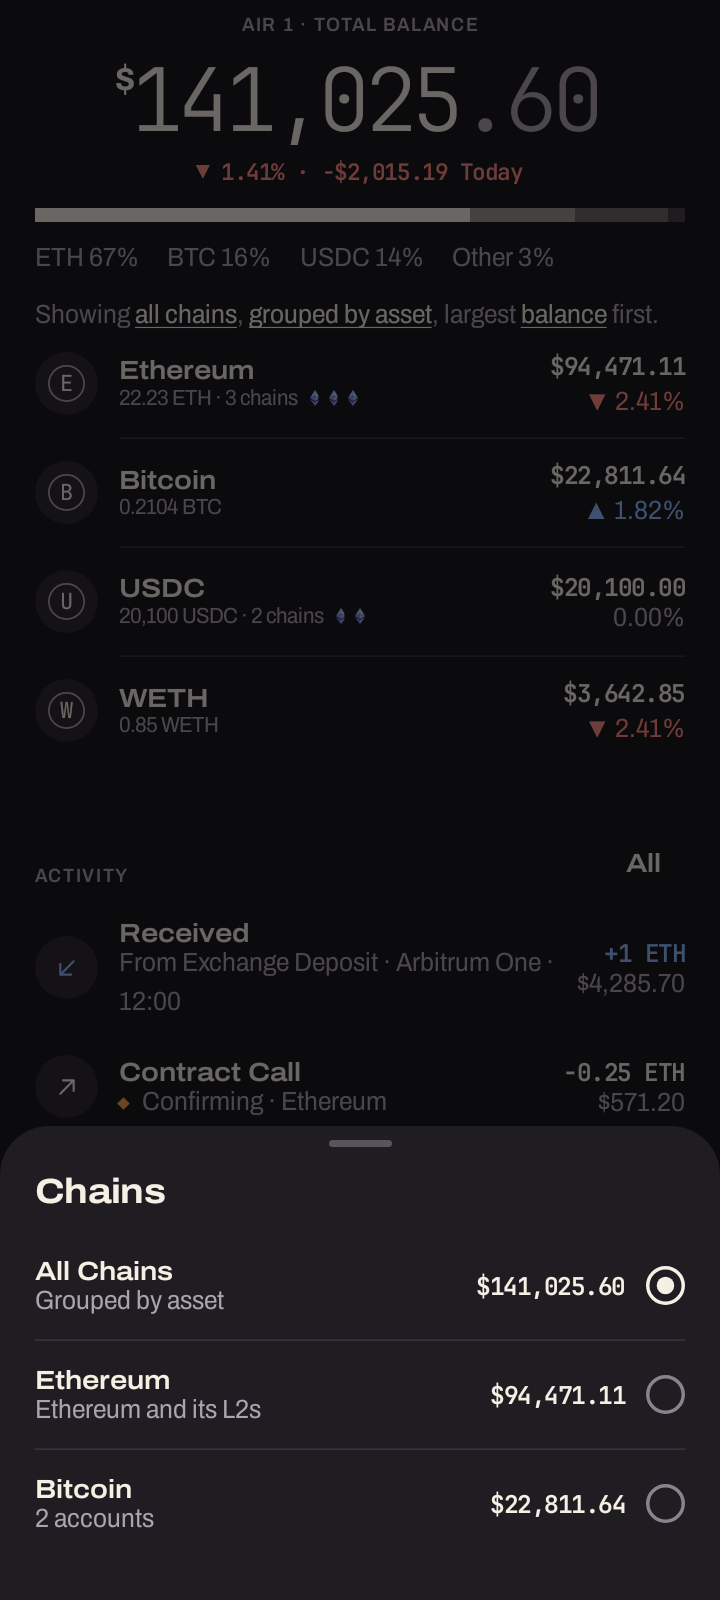 AIR 1 · TOTAL BALANCE
$141,025.60
▼ 1.41% · -$2,015.19 Today
ETH 67% BTC 16% USDC 14% Other 3%
Showing all chains, grouped by asset, largest balance first.
E
Ethereum
$94,471.11
22.23 ETH · 3 chains
▼ 2.41%
B
Bitcoin
$22,811.64
0.2104 BTC
▲ 1.82%
U
USDC
$20,100.00
20,100 USDC · 2 chains
0.00%
W
WETH
$3,642.85
0.85 WETH
▼ 2.41%
ACTIVITY
All
Received
From Exchange Deposit · Arbitrum One ·
12:00
+1 ETH
$4,285.70
Contract Call
-0.25 ETH
Confirming · Ethereum
$571.20
Chains
All Chains
Grouped by asset
$141,025.60
Ethereum
Ethereum and its L2s
$94,471.11
Bitcoin
2 accounts
$22,811.64